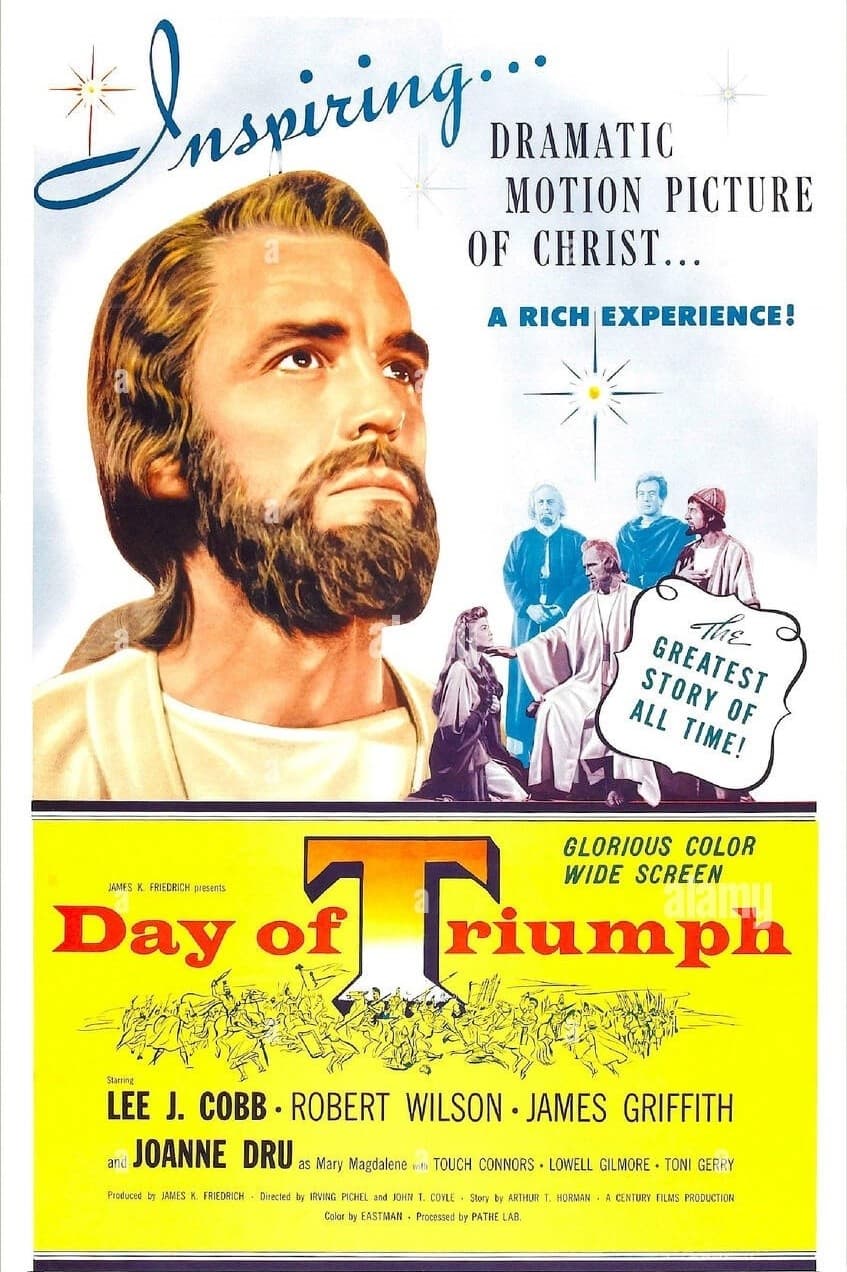 Inspiring...
DRAMATIC
MOTION PICTURE
OF CHRIST...
A RICH EXPERIENCE!
The
GREATEST
STORY OF
ALL TIME!
GLORIOUS COLOR
WIDE SCREEN
JAMES K. FRIEDRICH presents
alamy
Day of Triumph
Starring
LEE J. COBB • ROBERT WILSON • JAMES GRIFFITH
and JOANNE DRU as Mary Magdalene with TOUCH CONNORS • LOWELL GILMORE • TONI GERRY
Produced by JAMES K. FRIEDRICH • Directed by IRVING PICHEL and JOHN T. COYLE • Story by ARTHUR T. HORMAN • A CENTURY FILMS PRODUCTION
Color by EASTMAN • Processed by PATHE LAB.